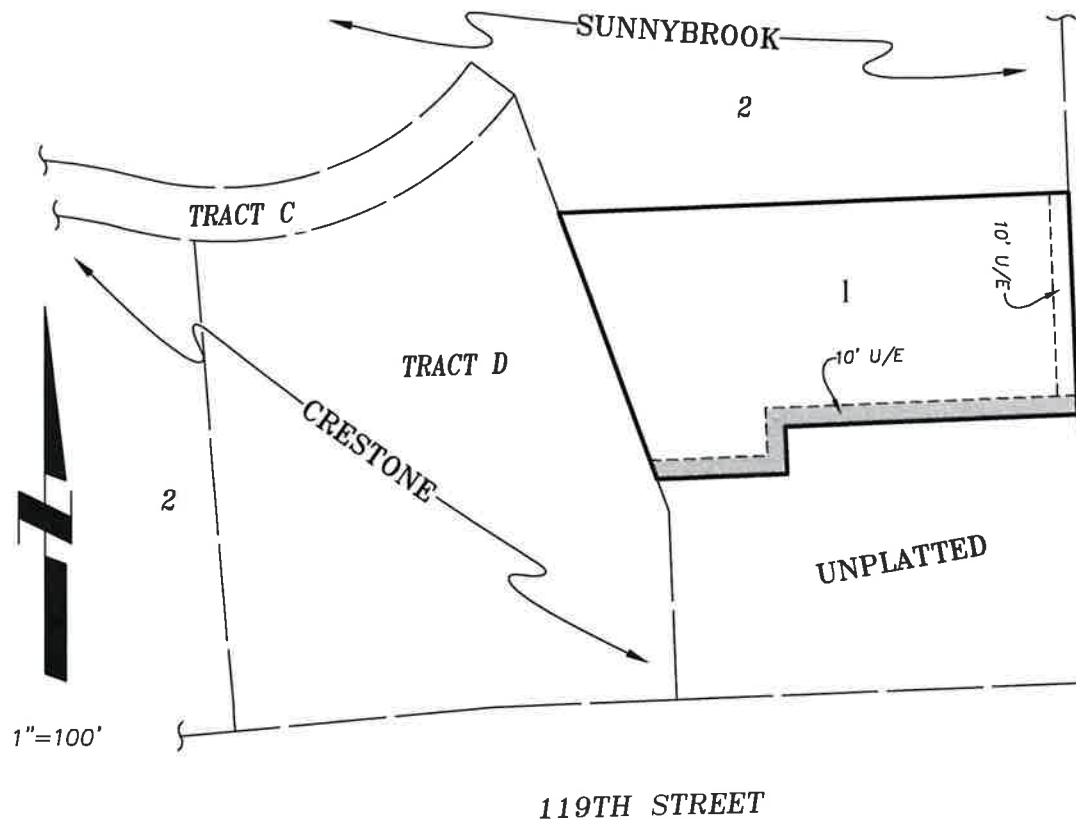 SUNNYBROOK
2
TRACT C
10' U/E
1
10' U/E
TRACT D
CRESTONE
2
UNPLATTED
1"=100'
119TH STREET